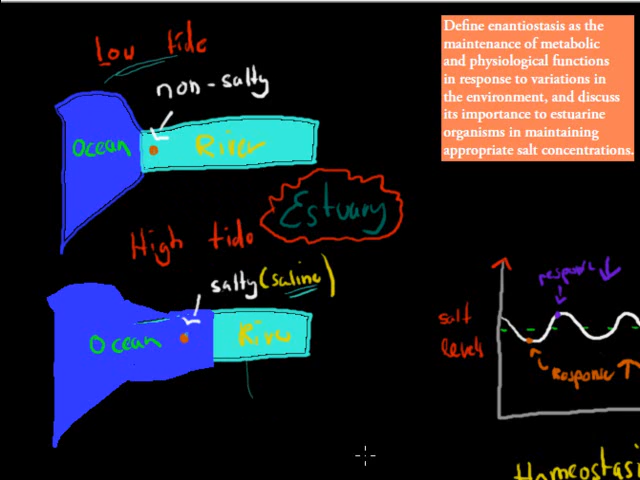 Low tide
non-salty
Ocean
River
Estuary
High tide
salty (saline)
Ocean
River
Define enantiostasis as the
maintenance of metabolic
and physiological functions
in response to variations in
the environment, and discuss
its importance to estuarine
organisms in maintaining
appropriate salt concentrations.
response
salt
levels
Response